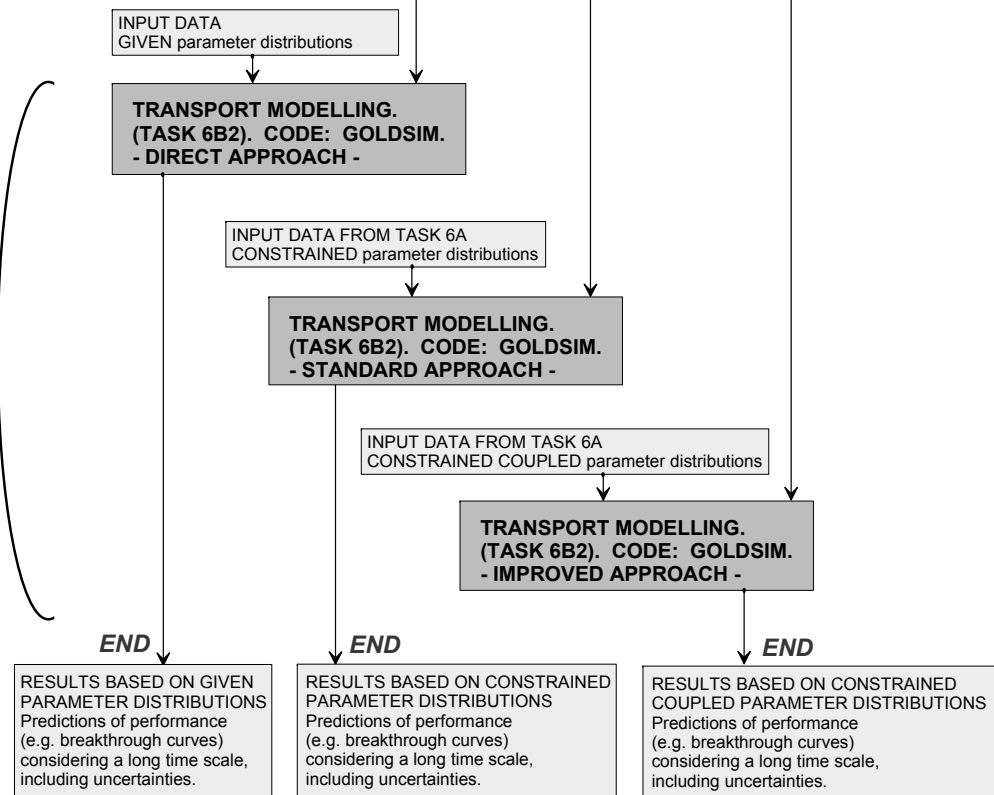 INPUT DATA
GIVEN parameter distributions
TRANSPORT MODELLING.
(TASK 6B2). CODE: GOLDSIM.
- DIRECT APPROACH -
INPUT DATA FROM TASK 6A
CONSTRAINED parameter distributions
TRANSPORT MODELLING.
(TASK 6B2). CODE: GOLDSIM.
- STANDARD APPROACH -
INPUT DATA FROM TASK 6A
CONSTRAINED COUPLED parameter distributions
TRANSPORT MODELLING.
(TASK 6B2). CODE: GOLDSIM.
- IMPROVED APPROACH -
END
RESULTS BASED ON GIVEN
PARAMETER DISTRIBUTIONS
Predictions of performance
(e.g. breakthrough curves)
considering a long time scale,
including uncertainties.
END
RESULTS BASED ON CONSTRAINED
PARAMETER DISTRIBUTIONS
Predictions of performance
(e.g. breakthrough curves)
considering a long time scale,
including uncertainties.
END
RESULTS BASED ON CONSTRAINED
COUPLED PARAMETER DISTRIBUTIONS
Predictions of performance
(e.g. breakthrough curves)
considering a long time scale,
including uncertainties.